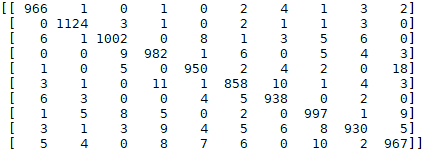 [[ 966 1 0 1 0 2 4 1 3 2]
[ 0 1124 3 1 0 2 1 1 3 0]
[ 6 1 1002 0 8 1 3 5 6 0]
[ 0 0 9 982 1 6 0 5 4 3]
[ 1 0 5 0 950 2 4 2 0 18]
[ 3 1 0 11 1 858 10 1 4 3]
[ 6 3 0 0 4 5 938 0 2 0]
[ 1 5 8 5 0 2 0 997 1 9]
[ 3 1 3 9 4 5 6 8 930 5]
[ 5 4 0 8 7 6 0 10 2 967]]